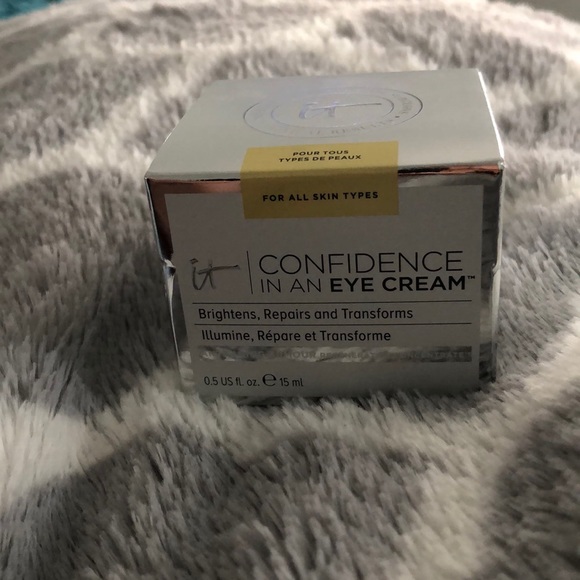 it
POUR TOUS
TYPES DE PEAUX
FOR ALL SKIN TYPES
it
CONFIDENCE
IN AN EYE CREAM™
Brightens, Repairs and Transforms
Illumine, Répare et Transforme
0.5 US fl. oz. ℮ 15 ml